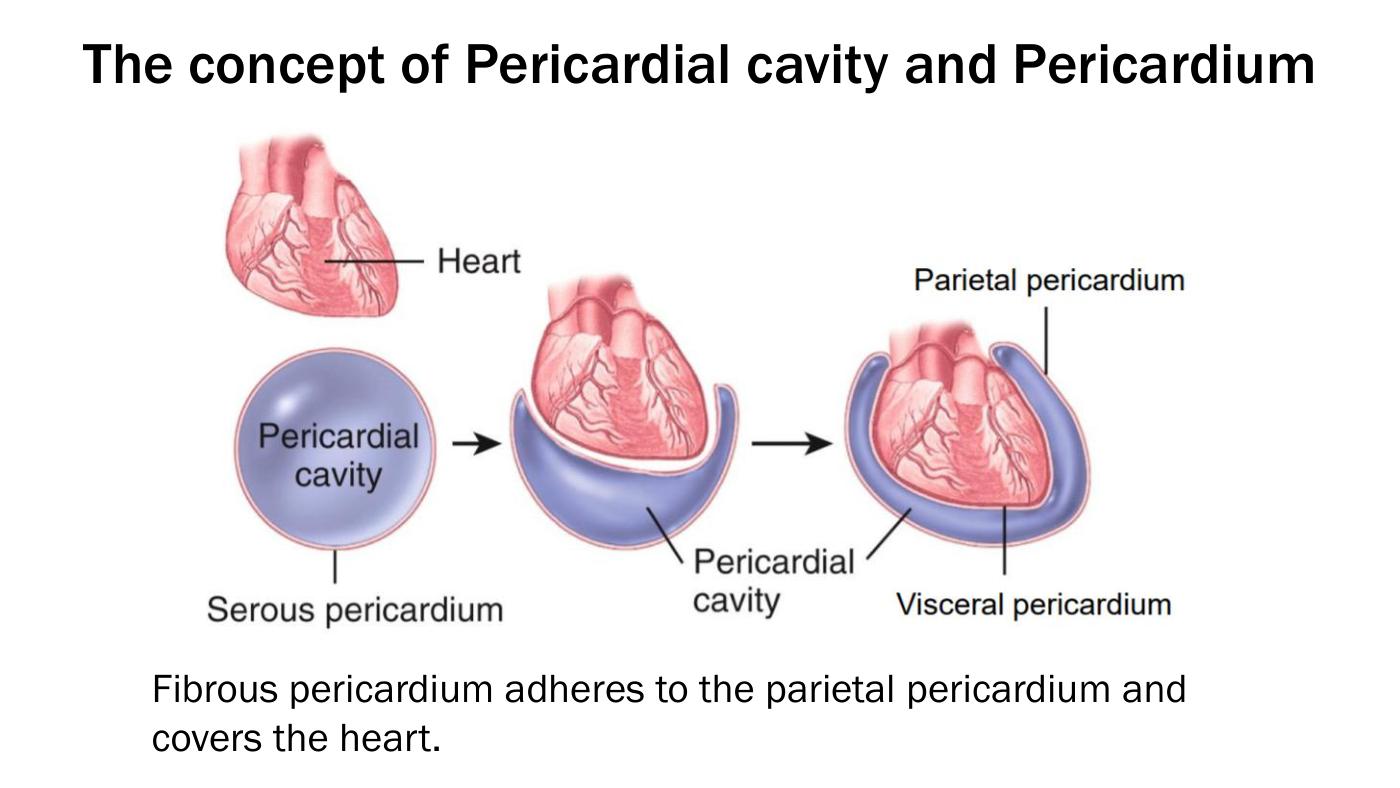 The concept of Pericardial cavity and Pericardium
Heart
Parietal pericardium
Pericardial
cavity
Serous pericardium
Pericardial
cavity
Visceral pericardium
Fibrous pericardium adheres to the parietal pericardium and
covers the heart.